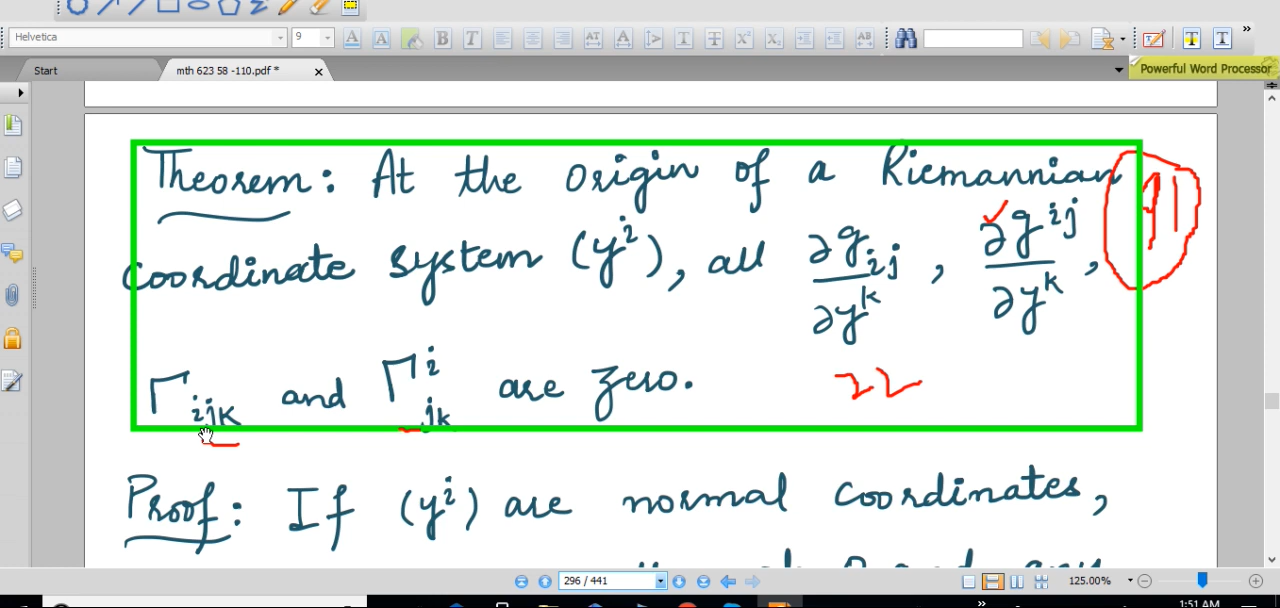 Helvetica 9
Start mth 623 58 -110.pdf * Powerful Word Processor
Theorem: At the origin of a Riemannian
coordinate system (y^i), all ∂g_ij/∂y^k, ∂g^ij/∂y^k,
Γ_ijk and Γ^i_jk are zero.
22
Proof: If (y^i) are normal coordinates,
296 / 441 125.00%
1:51 AM